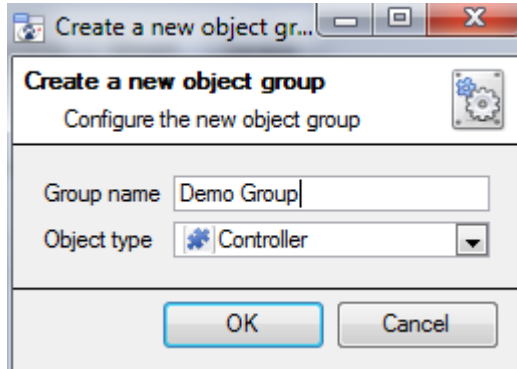 Create a new object gr...
Create a new object group
Configure the new object group
Group name Demo Group
Object type Controller
OK Cancel